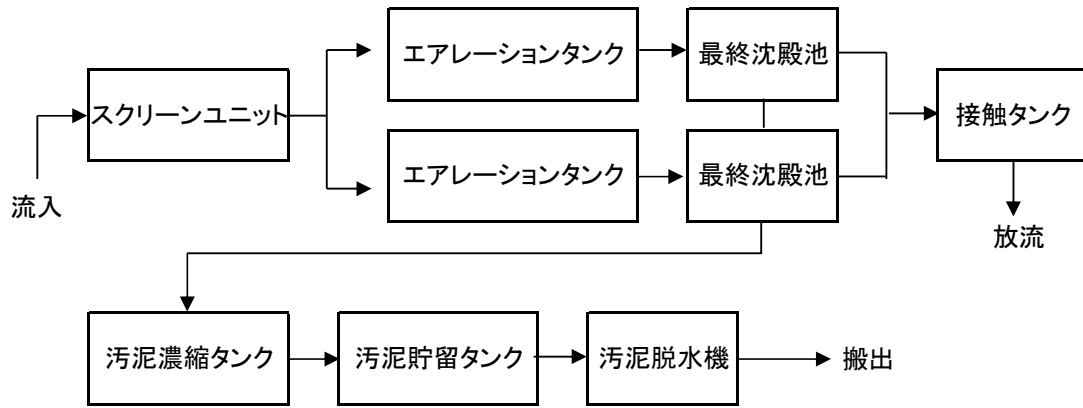 エアレーションタンク
最終沈殿池
スクリーンユニット
接触タンク
エアレーションタンク
最終沈殿池
流入
放流
汚泥濃縮タンク
汚泥貯留タンク
汚泥脱水機
搬出